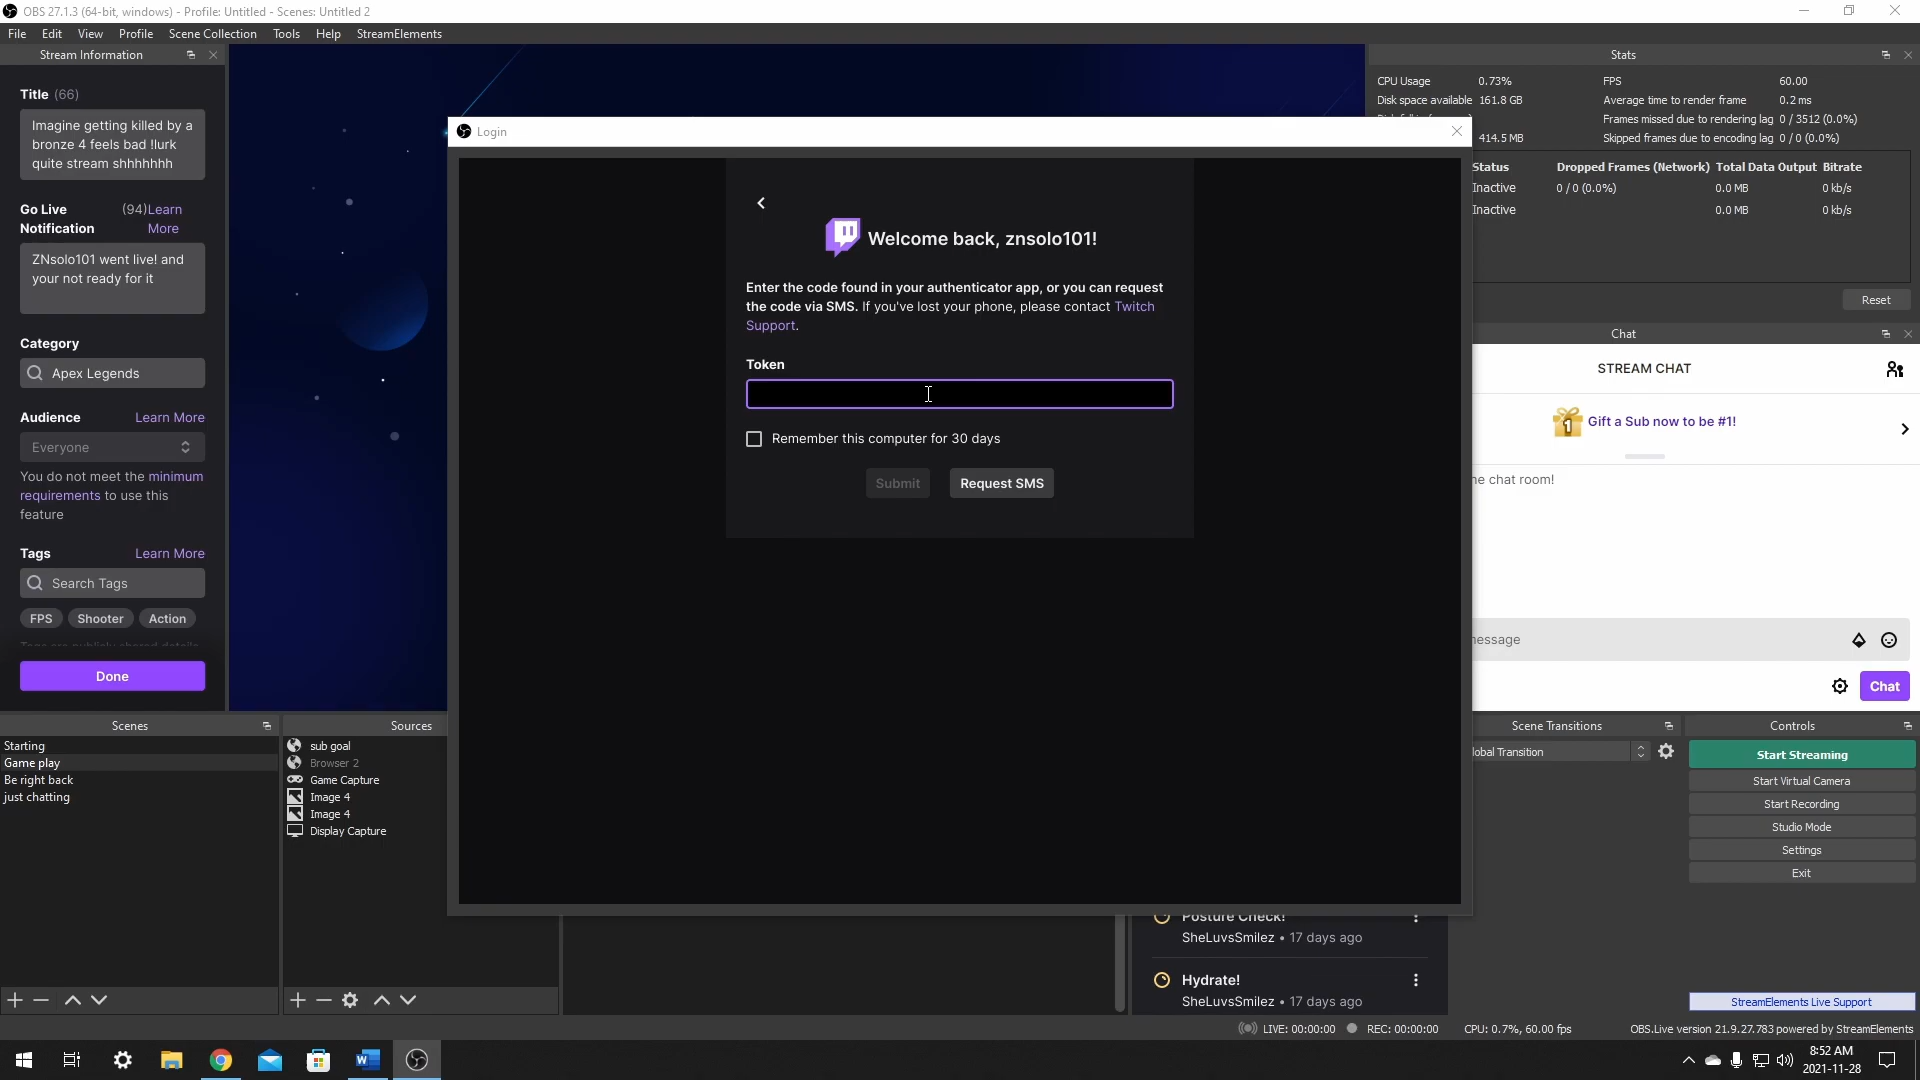 OBS 27.1.3 (64-bit, windows) - Profile: Untitled - Scenes: Untitled 2
File Edit View Profile Scene Collection Tools Help StreamElements
Stream Information
Title (66)
Imagine getting killed by a
bronze 4 feels bad !lurk
quite stream shhhhhhh
Go Live
Notification
(94)Learn
More
ZNsolo101 went live! and
your not ready for it
Category
Apex Legends
Audience Learn More
Everyone
You do not meet the minimum
requirements to use this
feature
Tags Learn More
Search Tags
FPS Shooter Action
Tags are publicly shared details
Done
Login
Welcome back, znsolo101!
Enter the code found in your authenticator app, or you can request
the code via SMS. If you've lost your phone, please contact Twitch
Support.
Token
Remember this computer for 30 days
Submit Request SMS
Stats
CPU Usage 0.73% FPS 60.00
Disk space available 161.8 GB Average time to render frame 0.2 ms
Frames missed due to rendering lag 0 / 3512 (0.0%)
414.5 MB Skipped frames due to encoding lag 0 / 0 (0.0%)
Status Dropped Frames (Network) Total Data Output Bitrate
Inactive 0 / 0 (0.0%) 0.0 MB 0 kb/s
Inactive 0.0 MB 0 kb/s
Reset
Chat
STREAM CHAT
1 Gift a Sub now to be #1!
he chat room!
message
Chat
Scenes
Starting
Game play
Be right back
just chatting
Sources
sub goal
Browser 2
Game Capture
Image 4
Image 4
Display Capture
Posture Check!
SheLuvsSmilez • 17 days ago
Hydrate!
SheLuvsSmilez • 17 days ago
Scene Transitions
lobal Transition
Controls
Start Streaming
Start Virtual Camera
Start Recording
Studio Mode
Settings
Exit
StreamElements Live Support
LIVE: 00:00:00 REC: 00:00:00 CPU: 0.7%, 60.00 fps OBS.Live version 21.9.27.783 powered by StreamElements
8:52 AM
2021-11-28